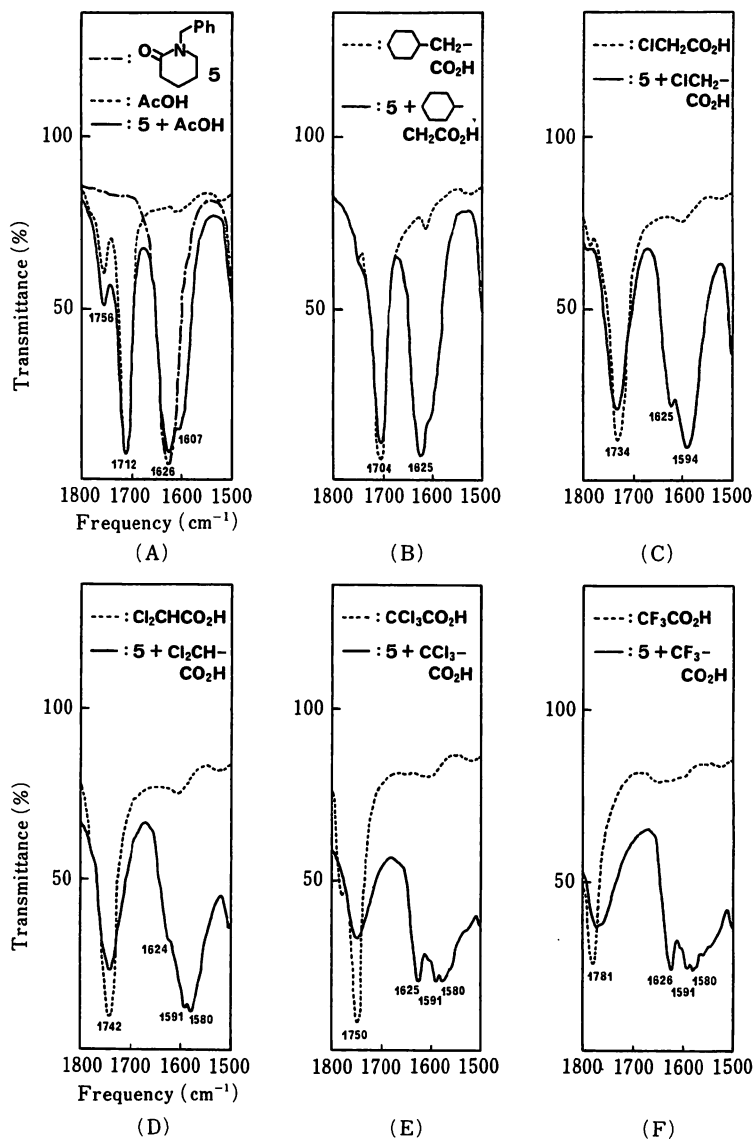 Ph
O N
5
AcOH
5 + AcOH
100
50
1756
1712
1626
1607
1800 1700 1600 1500
Frequency (cm⁻¹)
Transmittance (%)
(A)
CH₂–
CO₂H
5 +
CH₂CO₂H
100
50
1704
1625
1800 1700 1600 1500
(B)
ClCH₂CO₂H
5 + ClCH₂–
CO₂H
100
50
1734
1625
1594
1800 1700 1600 1500
(C)
Cl₂CHCO₂H
5 + Cl₂CH–
CO₂H
100
50
1742
1624
1591 1580
1800 1700 1600 1500
Frequency (cm⁻¹)
Transmittance (%)
(D)
CCl₃CO₂H
5 + CCl₃–
CO₂H
100
50
1750
1625 1580
1591
1800 1700 1600 1500
(E)
CF₃CO₂H
5 + CF₃–
CO₂H
100
50
1781
1626 1580
1591
1800 1700 1600 1500
(F)